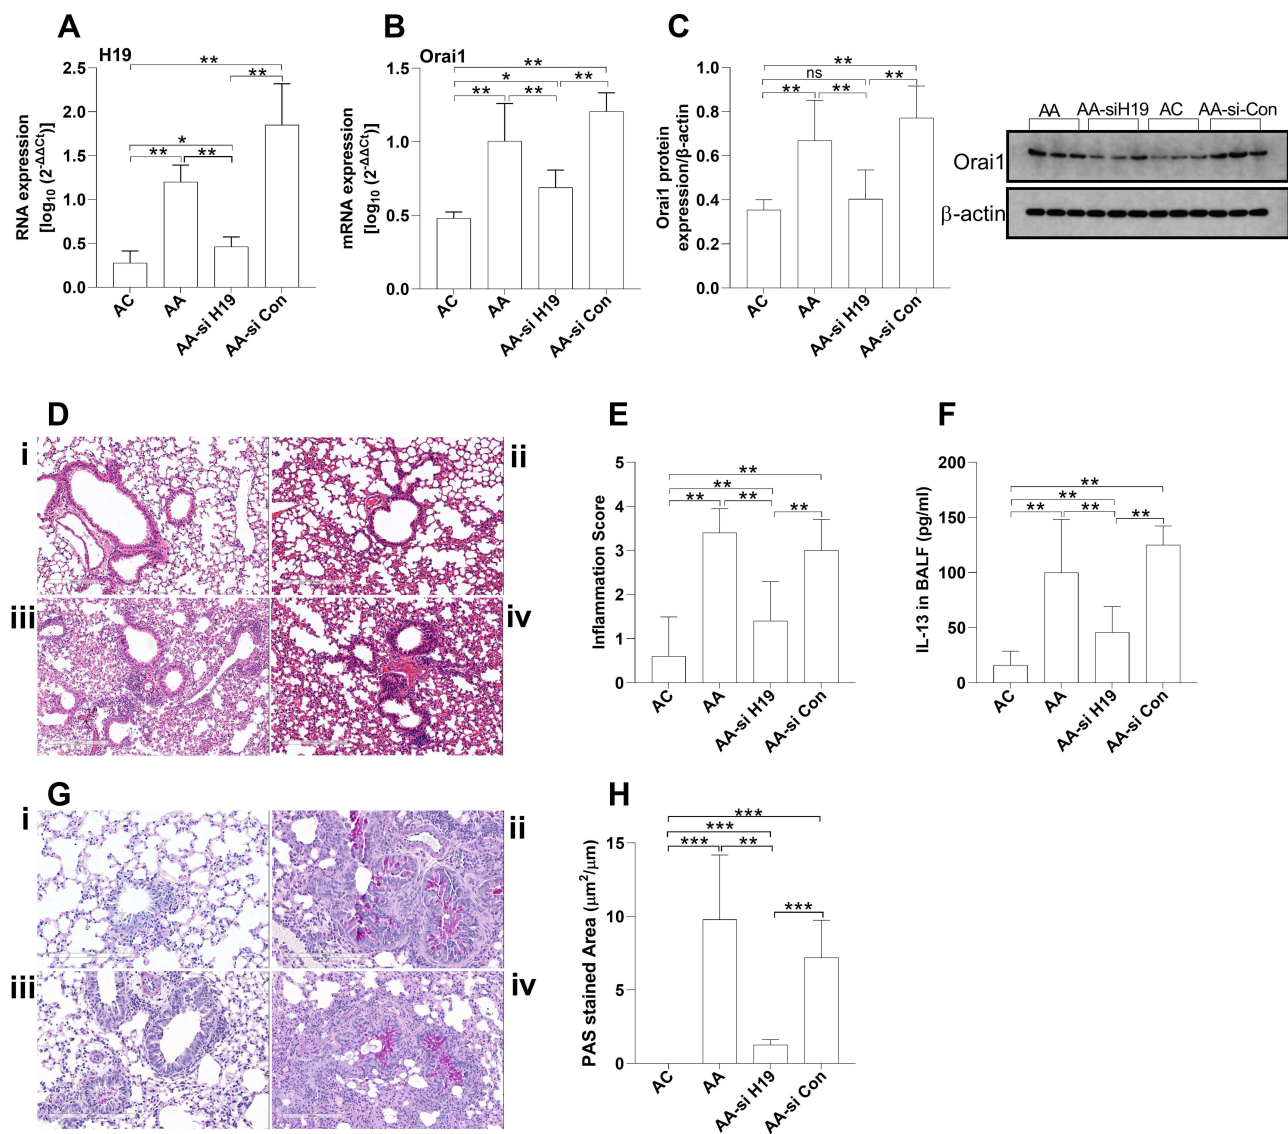 A
H19
RNA expression
[log10 (2-ΔΔCt)]
2.5
2.0
1.5
1.0
0.5
0.0
**
**
*
**
**
AC
AA
AA-si H19
AA-si Con
B
Orai1
mRNA expression
[log10 (2-ΔΔCt)]
1.5
1.0
0.5
0.0
**
*
**
**
**
AC
AA
AA-si H19
AA-si Con
C
Orai1 protein
expression/β-actin
1.0
0.8
0.6
0.4
0.2
0.0
**
ns
**
**
**
AC
AA
AA-si H19
AA-si Con
AA AA-siH19 AC AA-si-Con
Orai1
β-actin
D
i
ii
iii
iv
E
Inflammation Score
5
4
3
2
1
0
**
**
**
**
**
AC
AA
AA-si H19
AA-si Con
F
IL-13 in BALF (pg/ml)
200
150
100
50
0
**
**
**
**
**
AC
AA
AA-si H19
AA-si Con
G
i
ii
iii
iv
H
PAS stained Area (μm2/μm)
15
10
5
0
***
***
***
**
***
AC
AA
AA-si H19
AA-si Con